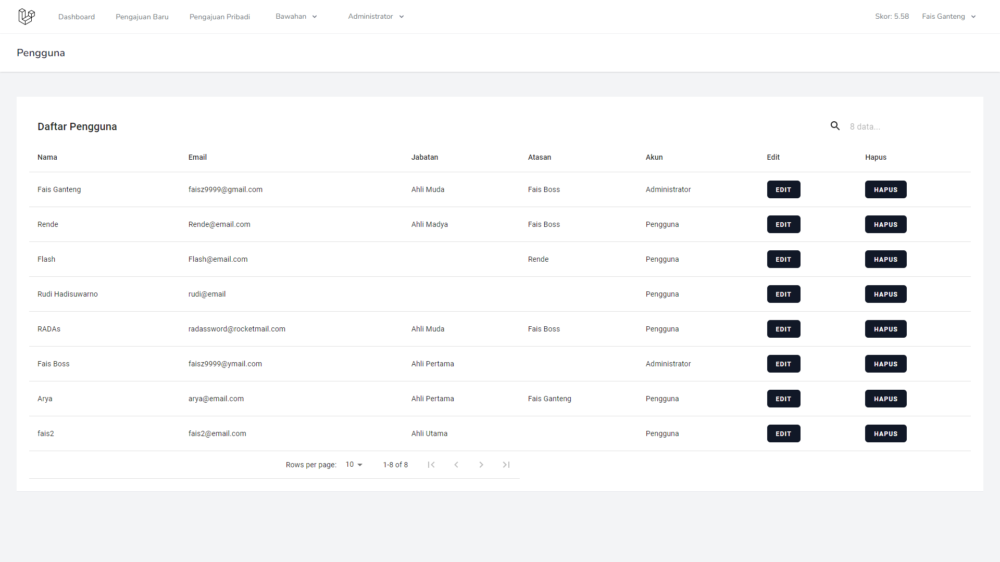 Dashboard Pengajuan Baru Pengajuan Pribadi Bawahan Administrator Skor: 5.58 Fais Ganteng
Pengguna
Daftar Pengguna 8 data...
Nama Email Jabatan Atasan Akun Edit Hapus
Fais Ganteng faisz9999@gmail.com Ahli Muda Fais Boss Administrator EDIT HAPUS
Rende Rende@email.com Ahli Madya Fais Boss Pengguna EDIT HAPUS
Flash Flash@email.com Rende Pengguna EDIT HAPUS
Rudi Hadisuwarno rudi@email Pengguna EDIT HAPUS
RADAs radassword@rocketmail.com Ahli Muda Fais Boss Pengguna EDIT HAPUS
Fais Boss faisz9999@ymail.com Ahli Pertama Administrator EDIT HAPUS
Arya arya@email.com Ahli Pertama Fais Ganteng Pengguna EDIT HAPUS
fais2 fais2@email.com Ahli Utama Pengguna EDIT HAPUS
Rows per page: 10 1-8 of 8